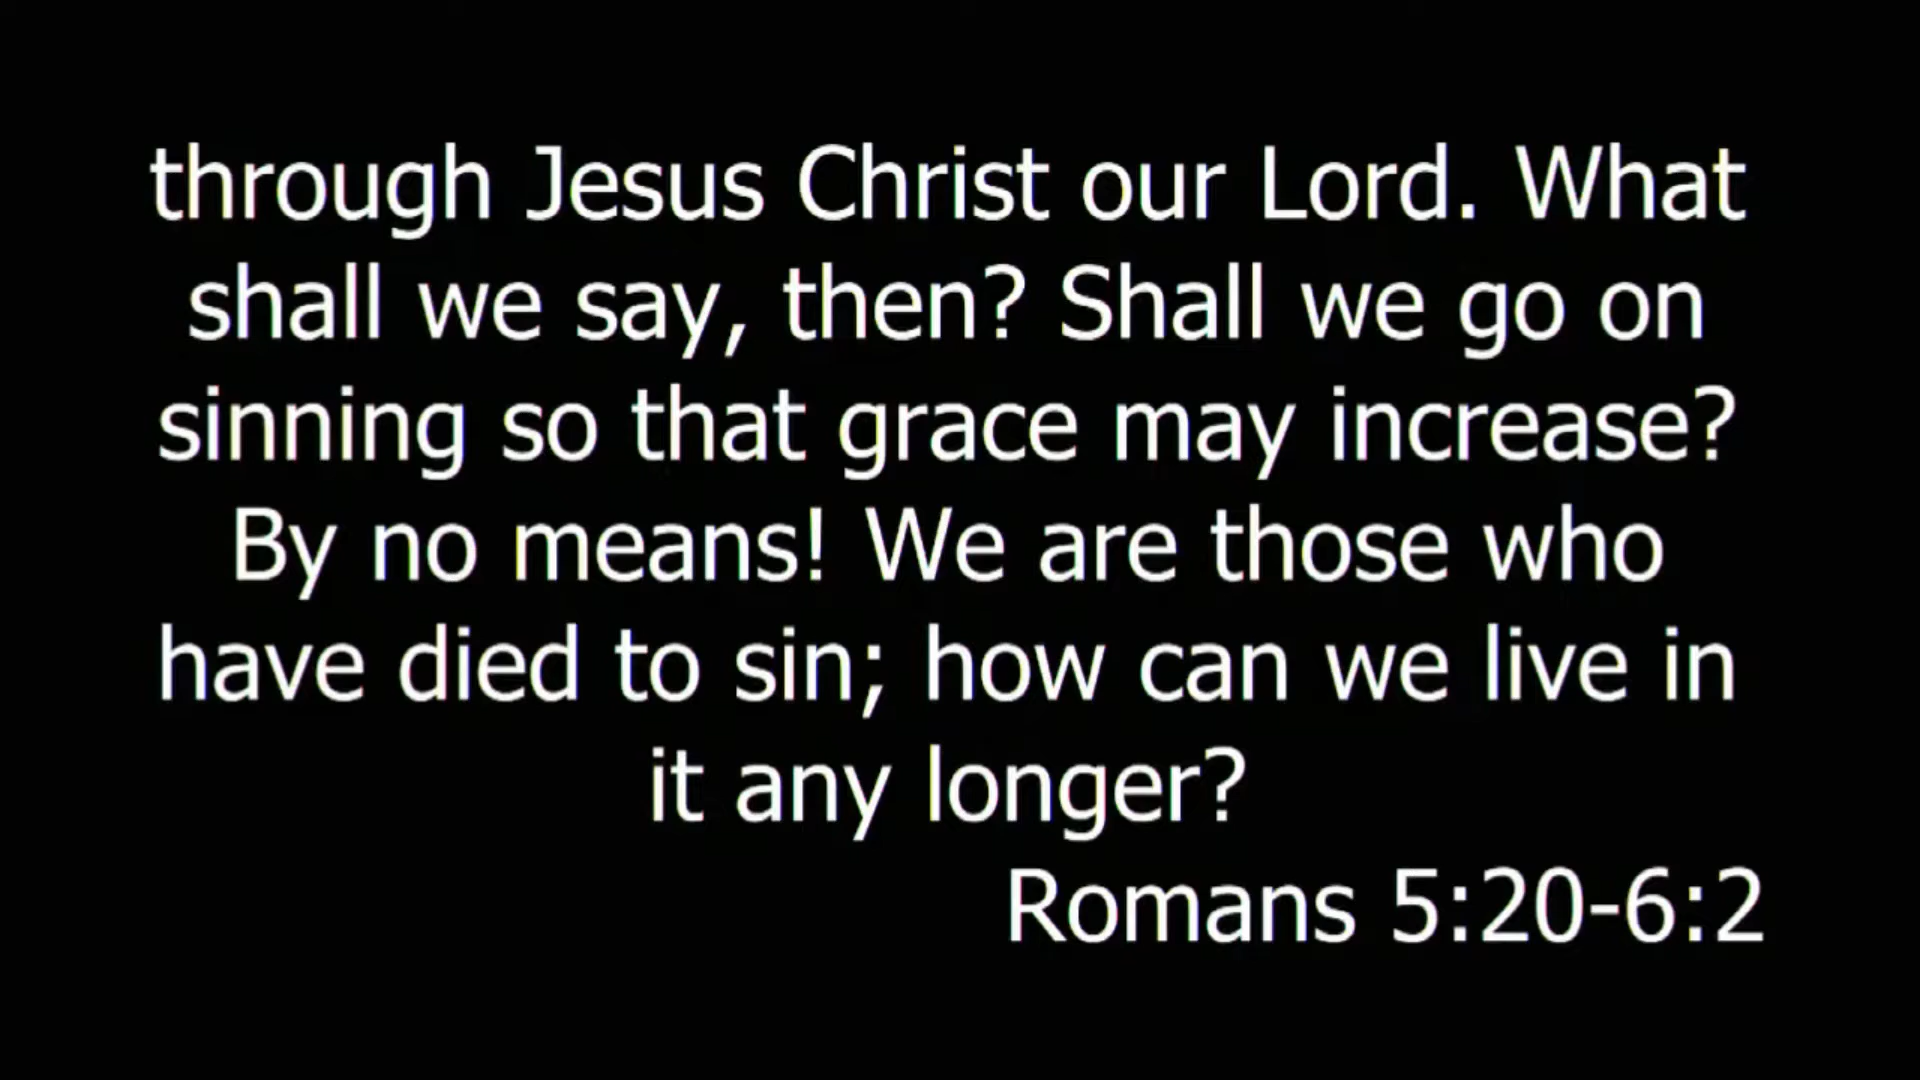 through Jesus Christ our Lord. What
shall we say, then? Shall we go on
sinning so that grace may increase?
By no means! We are those who
have died to sin; how can we live in
it any longer?
Romans 5:20-6:2